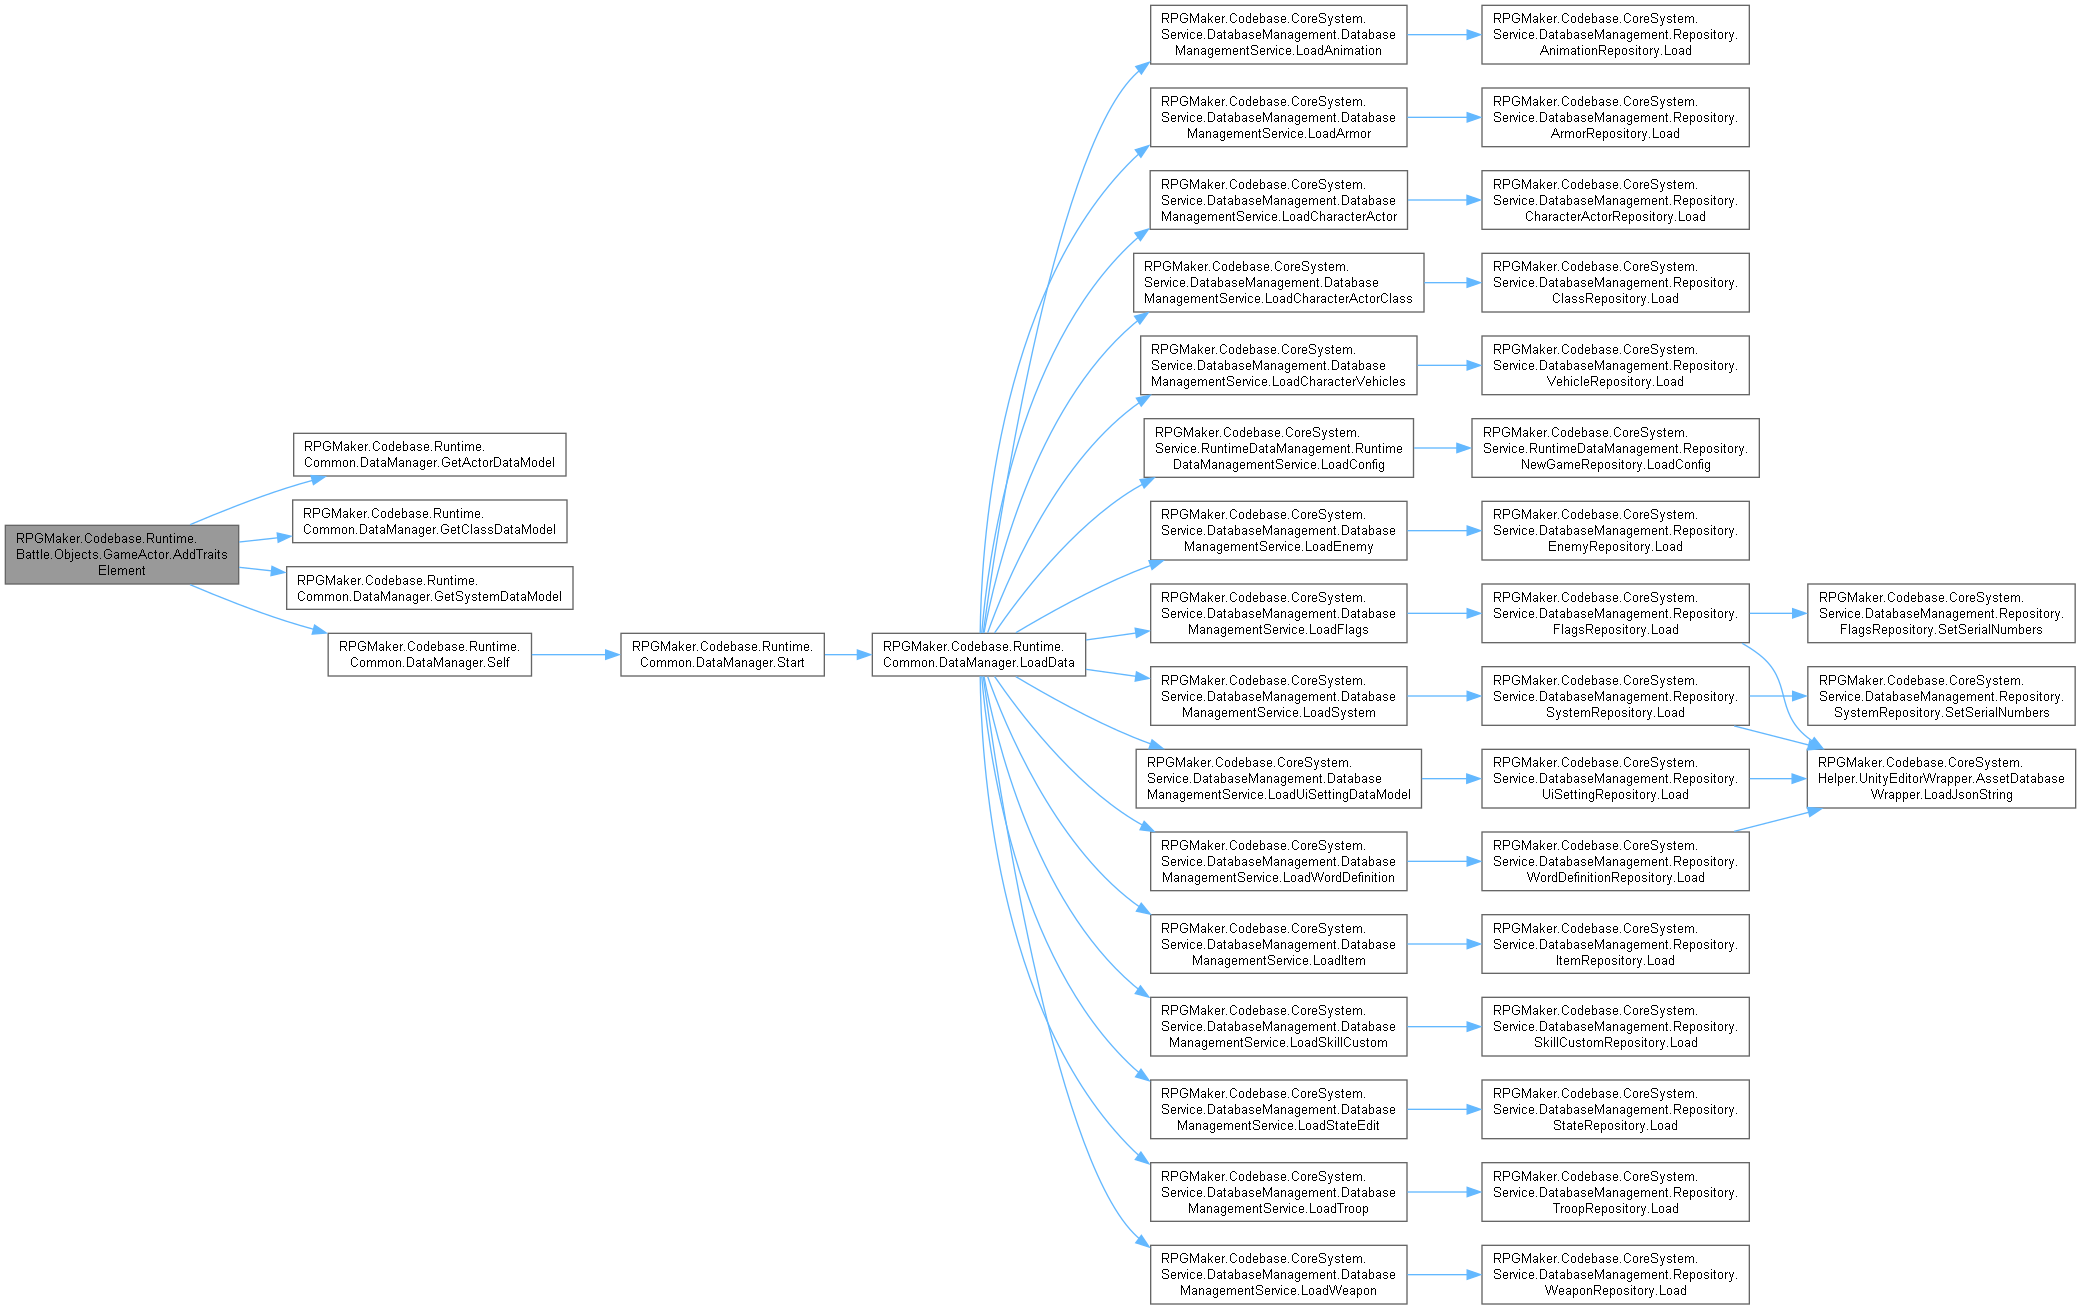 RPGMaker.Codebase.Runtime.
Battle.Objects.GameActor.AddTraits
Element
RPGMaker.Codebase.Runtime.
Common.DataManager.GetActorDataModel
RPGMaker.Codebase.Runtime.
Common.DataManager.GetClassDataModel
RPGMaker.Codebase.Runtime.
Common.DataManager.GetSystemDataModel
RPGMaker.Codebase.Runtime.
Common.DataManager.Self
RPGMaker.Codebase.Runtime.
Common.DataManager.Start
RPGMaker.Codebase.Runtime.
Common.DataManager.LoadData
RPGMaker.Codebase.CoreSystem.
Service.DatabaseManagement.Database
ManagementService.LoadAnimation
RPGMaker.Codebase.CoreSystem.
Service.DatabaseManagement.Repository.
AnimationRepository.Load
RPGMaker.Codebase.CoreSystem.
Service.DatabaseManagement.Database
ManagementService.LoadArmor
RPGMaker.Codebase.CoreSystem.
Service.DatabaseManagement.Repository.
ArmorRepository.Load
RPGMaker.Codebase.CoreSystem.
Service.DatabaseManagement.Database
ManagementService.LoadCharacterActor
RPGMaker.Codebase.CoreSystem.
Service.DatabaseManagement.Repository.
CharacterActorRepository.Load
RPGMaker.Codebase.CoreSystem.
Service.DatabaseManagement.Database
ManagementService.LoadCharacterActorClass
RPGMaker.Codebase.CoreSystem.
Service.DatabaseManagement.Repository.
ClassRepository.Load
RPGMaker.Codebase.CoreSystem.
Service.DatabaseManagement.Database
ManagementService.LoadCharacterVehicles
RPGMaker.Codebase.CoreSystem.
Service.DatabaseManagement.Repository.
VehicleRepository.Load
RPGMaker.Codebase.CoreSystem.
Service.RuntimeDataManagement.Runtime
DataManagementService.LoadConfig
RPGMaker.Codebase.CoreSystem.
Service.RuntimeDataManagement.Repository.
NewGameRepository.LoadConfig
RPGMaker.Codebase.CoreSystem.
Service.DatabaseManagement.Database
ManagementService.LoadEnemy
RPGMaker.Codebase.CoreSystem.
Service.DatabaseManagement.Repository.
EnemyRepository.Load
RPGMaker.Codebase.CoreSystem.
Service.DatabaseManagement.Database
ManagementService.LoadFlags
RPGMaker.Codebase.CoreSystem.
Service.DatabaseManagement.Repository.
FlagsRepository.Load
RPGMaker.Codebase.CoreSystem.
Service.DatabaseManagement.Repository.
FlagsRepository.SetSerialNumbers
RPGMaker.Codebase.CoreSystem.
Service.DatabaseManagement.Database
ManagementService.LoadSystem
RPGMaker.Codebase.CoreSystem.
Service.DatabaseManagement.Repository.
SystemRepository.Load
RPGMaker.Codebase.CoreSystem.
Service.DatabaseManagement.Repository.
SystemRepository.SetSerialNumbers
RPGMaker.Codebase.CoreSystem.
Service.DatabaseManagement.Database
ManagementService.LoadUiSettingDataModel
RPGMaker.Codebase.CoreSystem.
Service.DatabaseManagement.Repository.
UiSettingRepository.Load
RPGMaker.Codebase.CoreSystem.
Helper.UnityEditorWrapper.AssetDatabase
Wrapper.LoadJsonString
RPGMaker.Codebase.CoreSystem.
Service.DatabaseManagement.Database
ManagementService.LoadWordDefinition
RPGMaker.Codebase.CoreSystem.
Service.DatabaseManagement.Repository.
WordDefinitionRepository.Load
RPGMaker.Codebase.CoreSystem.
Service.DatabaseManagement.Database
ManagementService.LoadItem
RPGMaker.Codebase.CoreSystem.
Service.DatabaseManagement.Repository.
ItemRepository.Load
RPGMaker.Codebase.CoreSystem.
Service.DatabaseManagement.Database
ManagementService.LoadSkillCustom
RPGMaker.Codebase.CoreSystem.
Service.DatabaseManagement.Repository.
SkillCustomRepository.Load
RPGMaker.Codebase.CoreSystem.
Service.DatabaseManagement.Database
ManagementService.LoadStateEdit
RPGMaker.Codebase.CoreSystem.
Service.DatabaseManagement.Repository.
StateRepository.Load
RPGMaker.Codebase.CoreSystem.
Service.DatabaseManagement.Database
ManagementService.LoadTroop
RPGMaker.Codebase.CoreSystem.
Service.DatabaseManagement.Repository.
TroopRepository.Load
RPGMaker.Codebase.CoreSystem.
Service.DatabaseManagement.Database
ManagementService.LoadWeapon
RPGMaker.Codebase.CoreSystem.
Service.DatabaseManagement.Repository.
WeaponRepository.Load